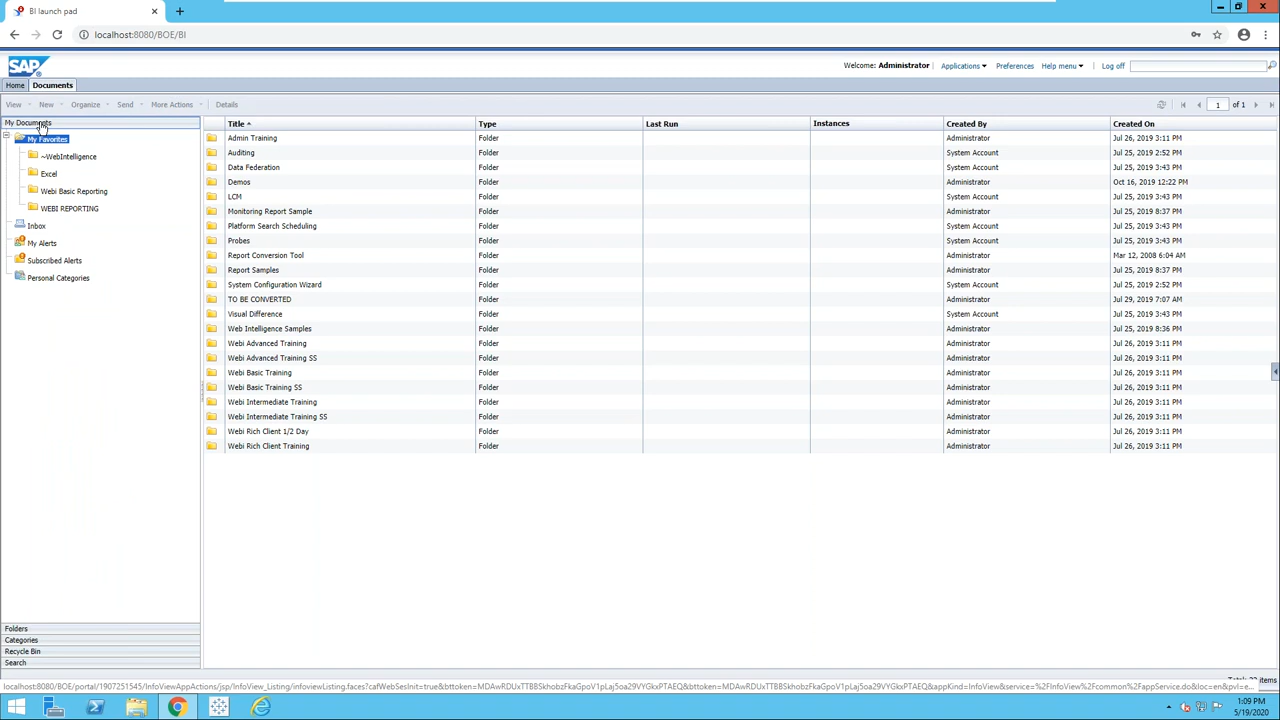 BI launch pad
localhost:8080/BOE/BI
SAP
Welcome: Administrator | Applications | Preferences | Help menu | Log off
Home Documents
View New Organize Send More Actions Details 1 of 1
My Documents
Title Type Last Run Instances Created By Created On
My Favorites
~WebIntelligence
Excel
Webi Basic Reporting
WEBI REPORTING
Inbox
My Alerts
Subscribed Alerts
Personal Categories
Admin Training Folder Administrator Jul 26, 2019 3:11 PM
Auditing Folder System Account Jul 25, 2019 2:52 PM
Data Federation Folder System Account Jul 25, 2019 3:43 PM
Demos Folder Administrator Oct 16, 2019 12:22 PM
LCM Folder System Account Jul 25, 2019 3:43 PM
Monitoring Report Sample Folder Administrator Jul 25, 2019 8:37 PM
Platform Search Scheduling Folder System Account Jul 25, 2019 3:43 PM
Probes Folder System Account Jul 25, 2019 3:43 PM
Report Conversion Tool Folder Administrator Mar 12, 2008 6:04 AM
Report Samples Folder Administrator Jul 25, 2019 8:37 PM
System Configuration Wizard Folder System Account Jul 25, 2019 2:52 PM
TO BE CONVERTED Folder Administrator Jul 29, 2019 7:07 AM
Visual Difference Folder System Account Jul 25, 2019 3:43 PM
Web Intelligence Samples Folder Administrator Jul 25, 2019 8:36 PM
Webi Advanced Training Folder Administrator Jul 26, 2019 3:11 PM
Webi Advanced Training SS Folder Administrator Jul 26, 2019 3:11 PM
Webi Basic Training Folder Administrator Jul 26, 2019 3:11 PM
Webi Basic Training SS Folder Administrator Jul 26, 2019 3:11 PM
Webi Intermediate Training Folder Administrator Jul 26, 2019 3:11 PM
Webi Intermediate Training SS Folder Administrator Jul 26, 2019 3:11 PM
Webi Rich Client 1/2 Day Folder Administrator Jul 26, 2019 3:11 PM
Webi Rich Client Training Folder Administrator Jul 26, 2019 3:11 PM
Folders
Categories
Recycle Bin
Search
items
1:09 PM
5/19/2020